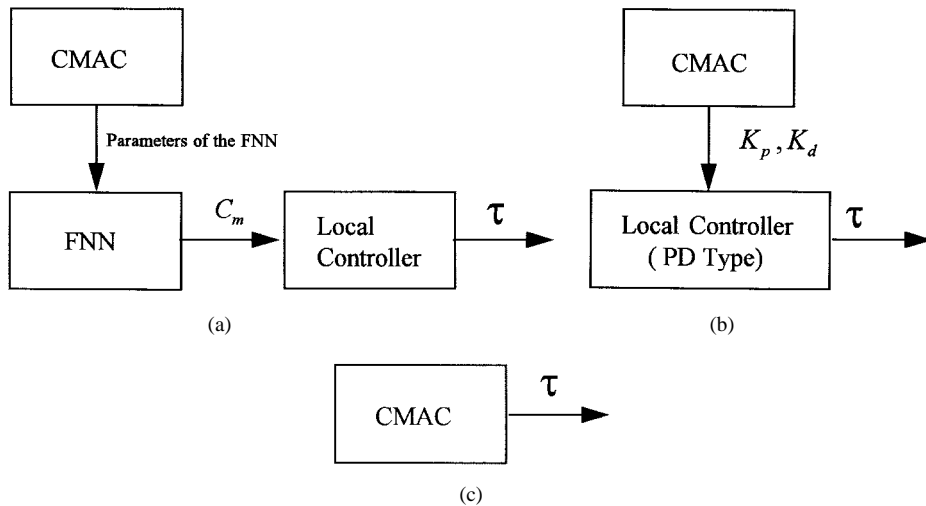 CMAC
Parameters of the FNN
FNN
C_m
Local
Controller
τ
(a)
CMAC
K_p , K_d
Local Controller
( PD Type)
τ
(b)
CMAC
τ
(c)